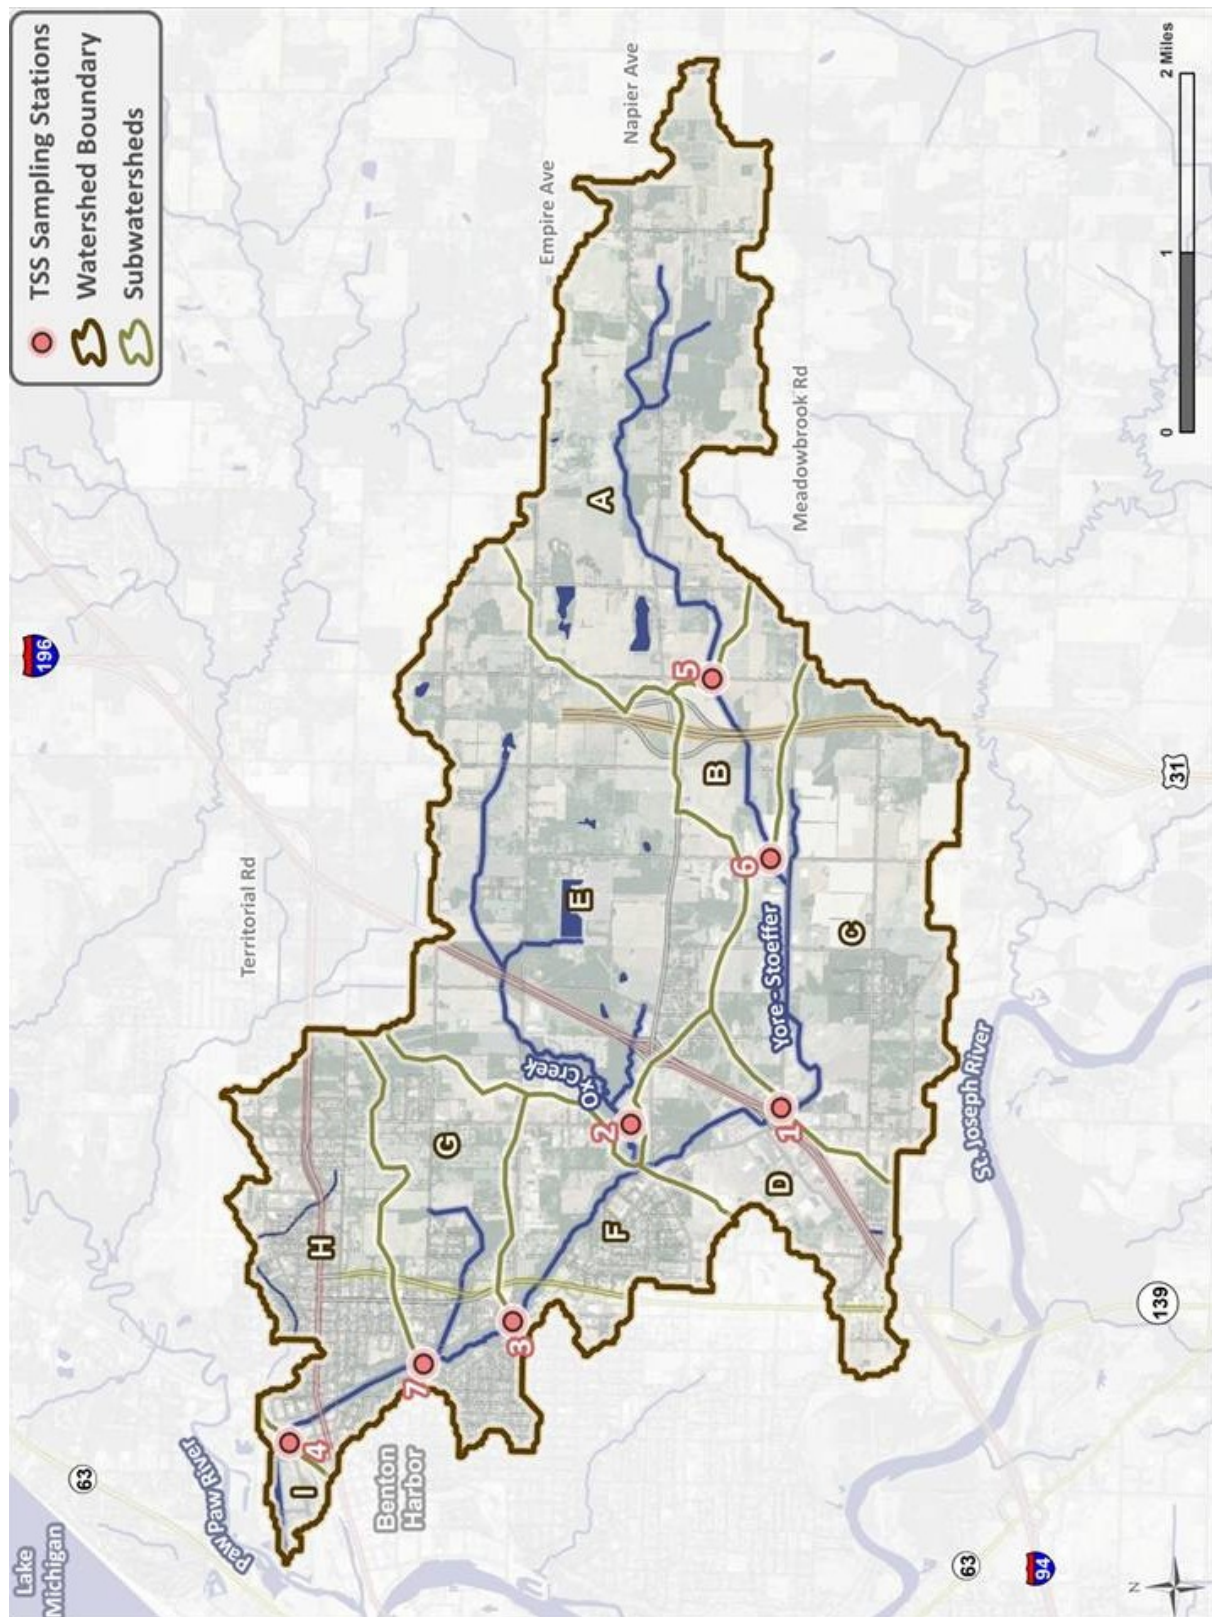 TSS Sampling Stations
Watershed Boundary
Subwatersheds
196
Territorial Rd
Empire Ave
Napier Ave
Meadowbrook Rd
A
B
C
D
E
F
G
H
I
5
6
2
1
3
7
4
Ox Creek
Yore - Stoeffer
St. Joseph River
Paw Paw River
Benton
Harbor
Lake
Michigan
63
63
94
139
31
N
0
1
2 Miles